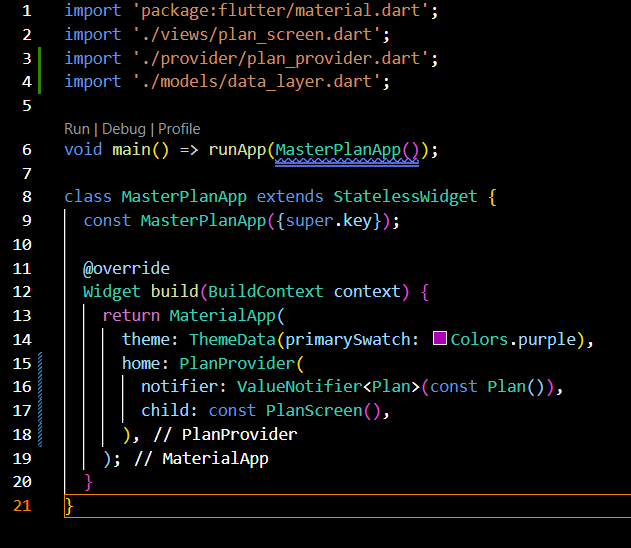 1 import 'package:flutter/material.dart';
2 import './views/plan_screen.dart';
3 import './provider/plan_provider.dart';
4 import './models/data_layer.dart';
5
Run | Debug | Profile
6 void main() => runApp(MasterPlanApp());
7
8 class MasterPlanApp extends StatelessWidget {
9   const MasterPlanApp({super.key});
10
11   @override
12   Widget build(BuildContext context) {
13     return MaterialApp(
14       theme: ThemeData(primarySwatch: Colors.purple),
15       home: PlanProvider(
16         notifier: ValueNotifier<Plan>(const Plan()),
17         child: const PlanScreen(),
18       ), // PlanProvider
19     ); // MaterialApp
20   }
21 }